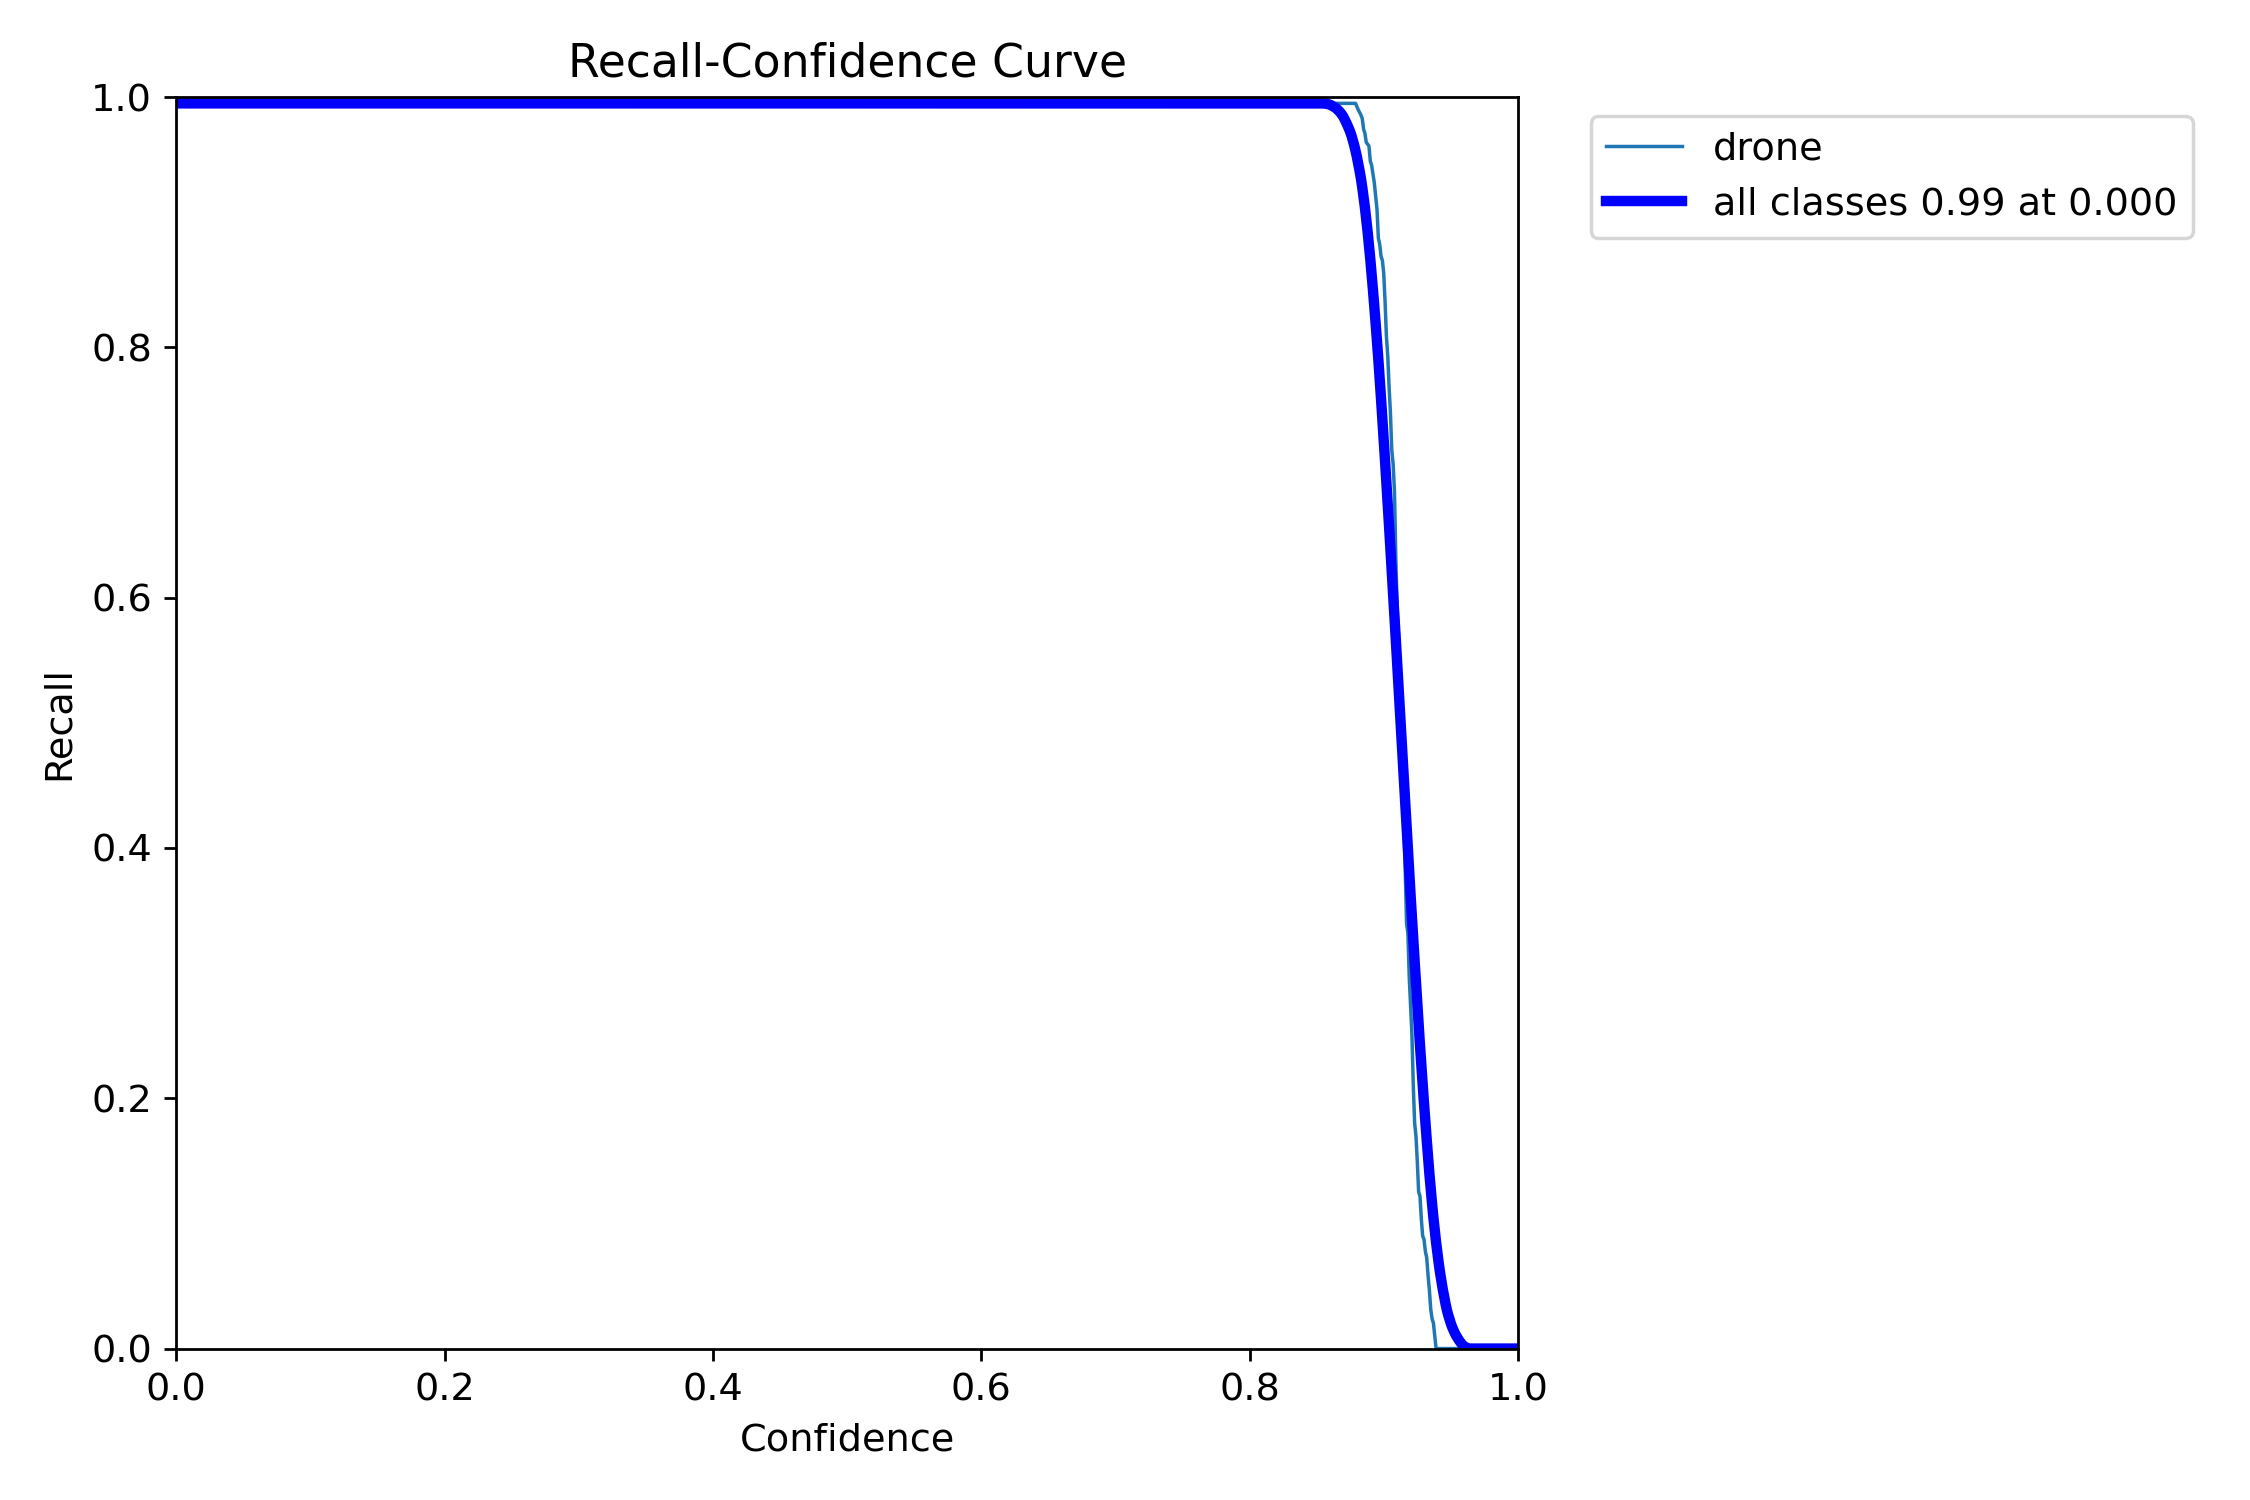 Recall-Confidence Curve
1.0
0.8
0.6
0.4
0.2
0.0
Recall
0.0 0.2 0.4 0.6 0.8 1.0
Confidence
drone
all classes 0.99 at 0.000